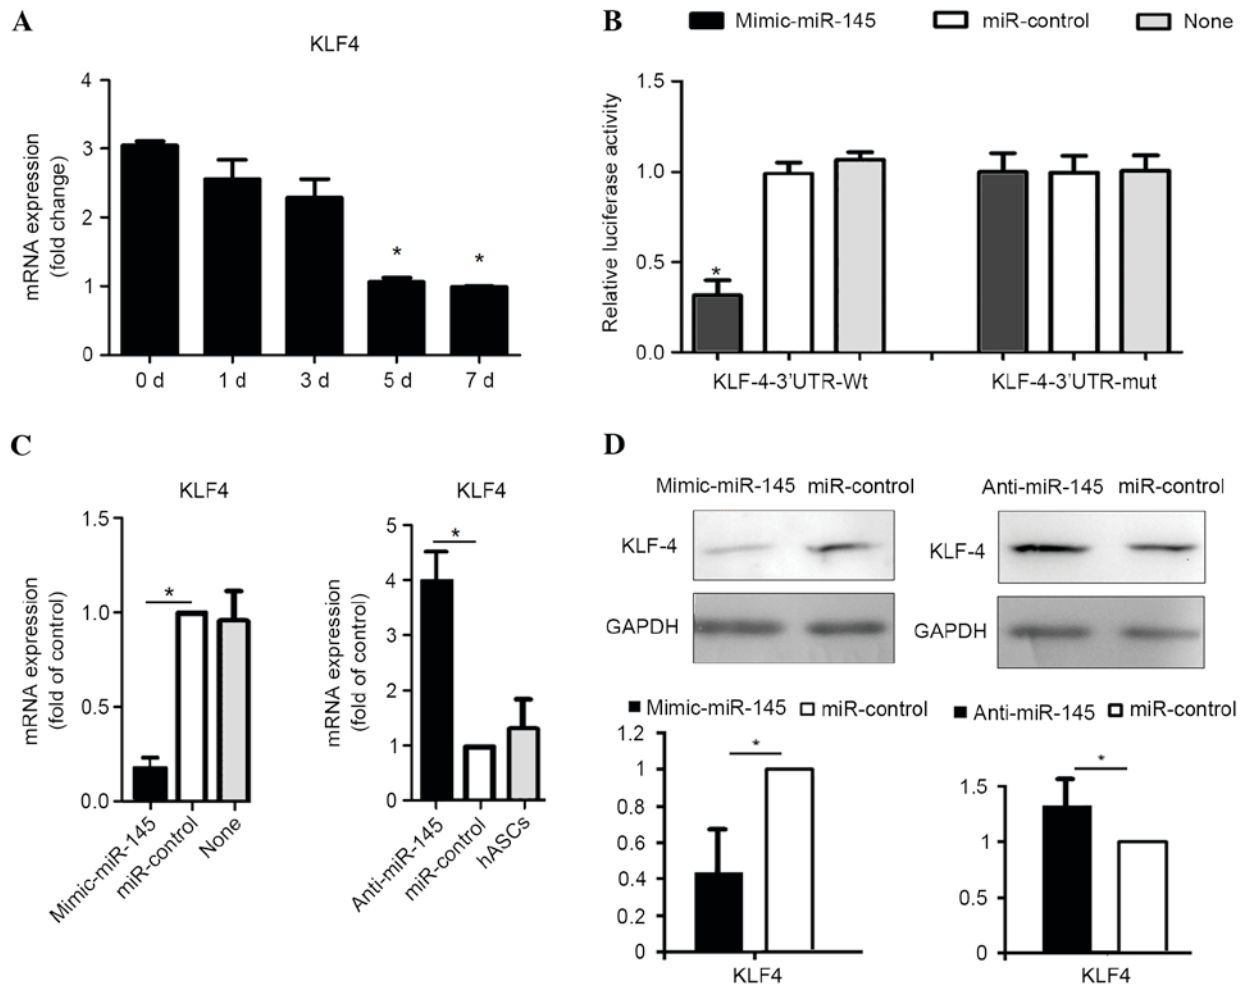 A
KLF4
mRNA expression
(fold change)
4
3
2
1
0
*
*
0 d 1 d 3 d 5 d 7 d
B
Mimic-miR-145 miR-control None
Relative luciferase activity
1.5
1.0
0.5
0.0
*
KLF-4-3'UTR-Wt KLF-4-3'UTR-mut
C
KLF4
mRNA expression
(fold of control)
1.5
1.0
0.5
0.0
*
Mimic-miR-145
miR-control
None
KLF4
mRNA expression
(fold of control)
5
4
3
2
1
0
*
Anti-miR-145
miR-control
hASCs
D
Mimic-miR-145 miR-control
KLF-4
GAPDH
Anti-miR-145 miR-control
KLF-4
GAPDH
Mimic-miR-145 miR-control
1.2
1
0.8
0.6
0.4
0.2
0
*
KLF4
Anti-miR-145 miR-control
1.5
1
0.5
0
*
KLF4